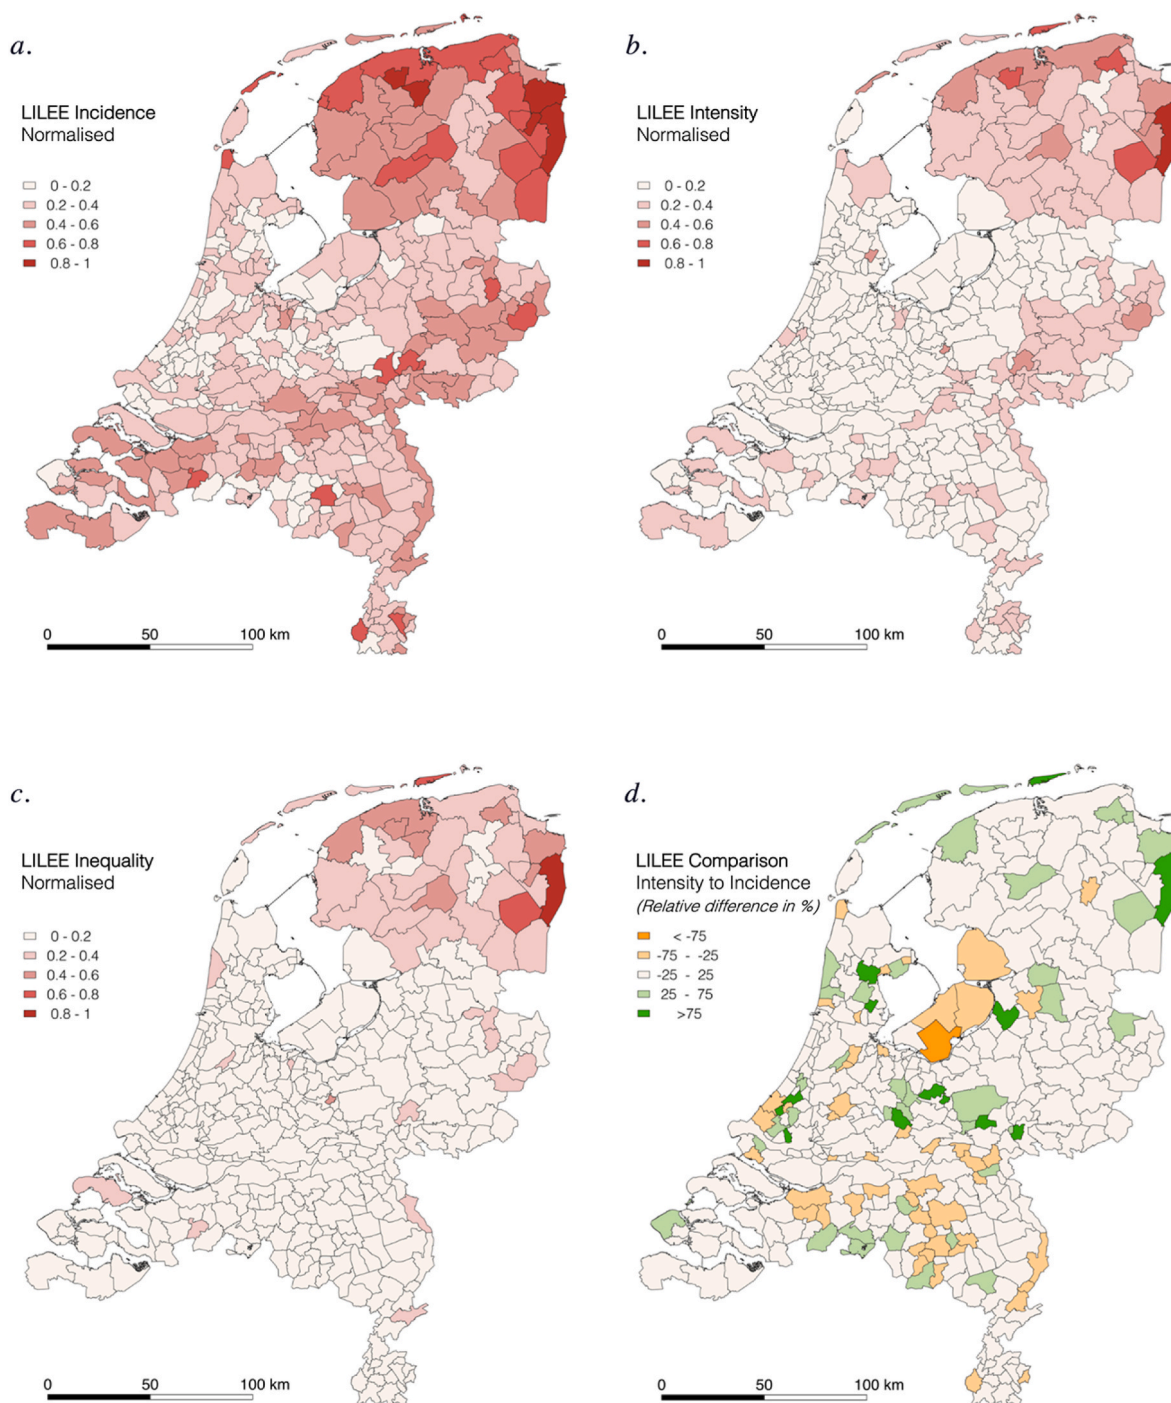 a.
LILEE Incidence
Normalised
0 - 0.2
0.2 - 0.4
0.4 - 0.6
0.6 - 0.8
0.8 - 1
0 50 100 km
b.
LILEE Intensity
Normalised
0 - 0.2
0.2 - 0.4
0.4 - 0.6
0.6 - 0.8
0.8 - 1
0 50 100 km
c.
LILEE Inequality
Normalised
0 - 0.2
0.2 - 0.4
0.4 - 0.6
0.6 - 0.8
0.8 - 1
0 50 100 km
d.
LILEE Comparison
Intensity to Incidence
(Relative difference in %)
< -75
-75 - -25
-25 - 25
25 - 75
>75
0 50 100 km